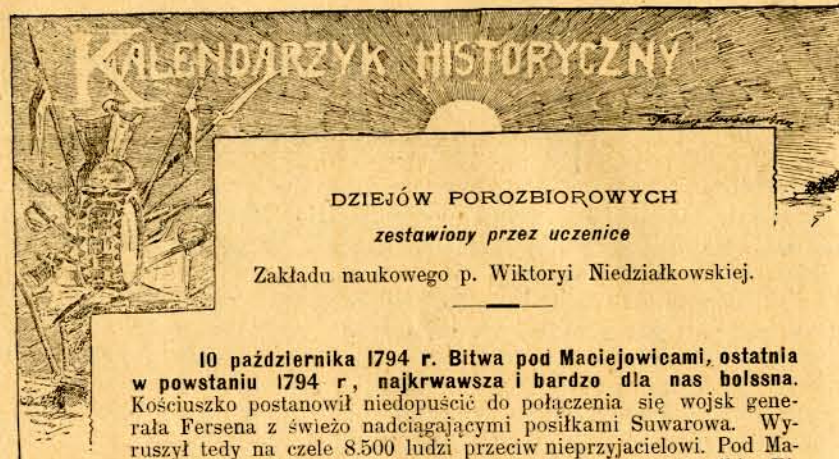 KALENDARZYK HISTORYCZNY
DZIEJÓW POROZBIOROWYCH
zestawiony przez uczenice
Zakładu naukowego p. Wiktoryi Niedziałkowskiej.
10 października 1794 r. Bitwa pod Maciejowicami, ostatnia
w powstaniu 1794 r, najkrwawsza i bardzo dla nas bolssna.
Kościuszko postanowił niedopuścić do połączenia się wojsk gene-
rała Fersena z świeżo nadciągającymi posiłkami Suwarowa. Wy-
ruszył tedy na czele 8.500 ludzi przeciw nieprzyjacielowi. Pod Ma-